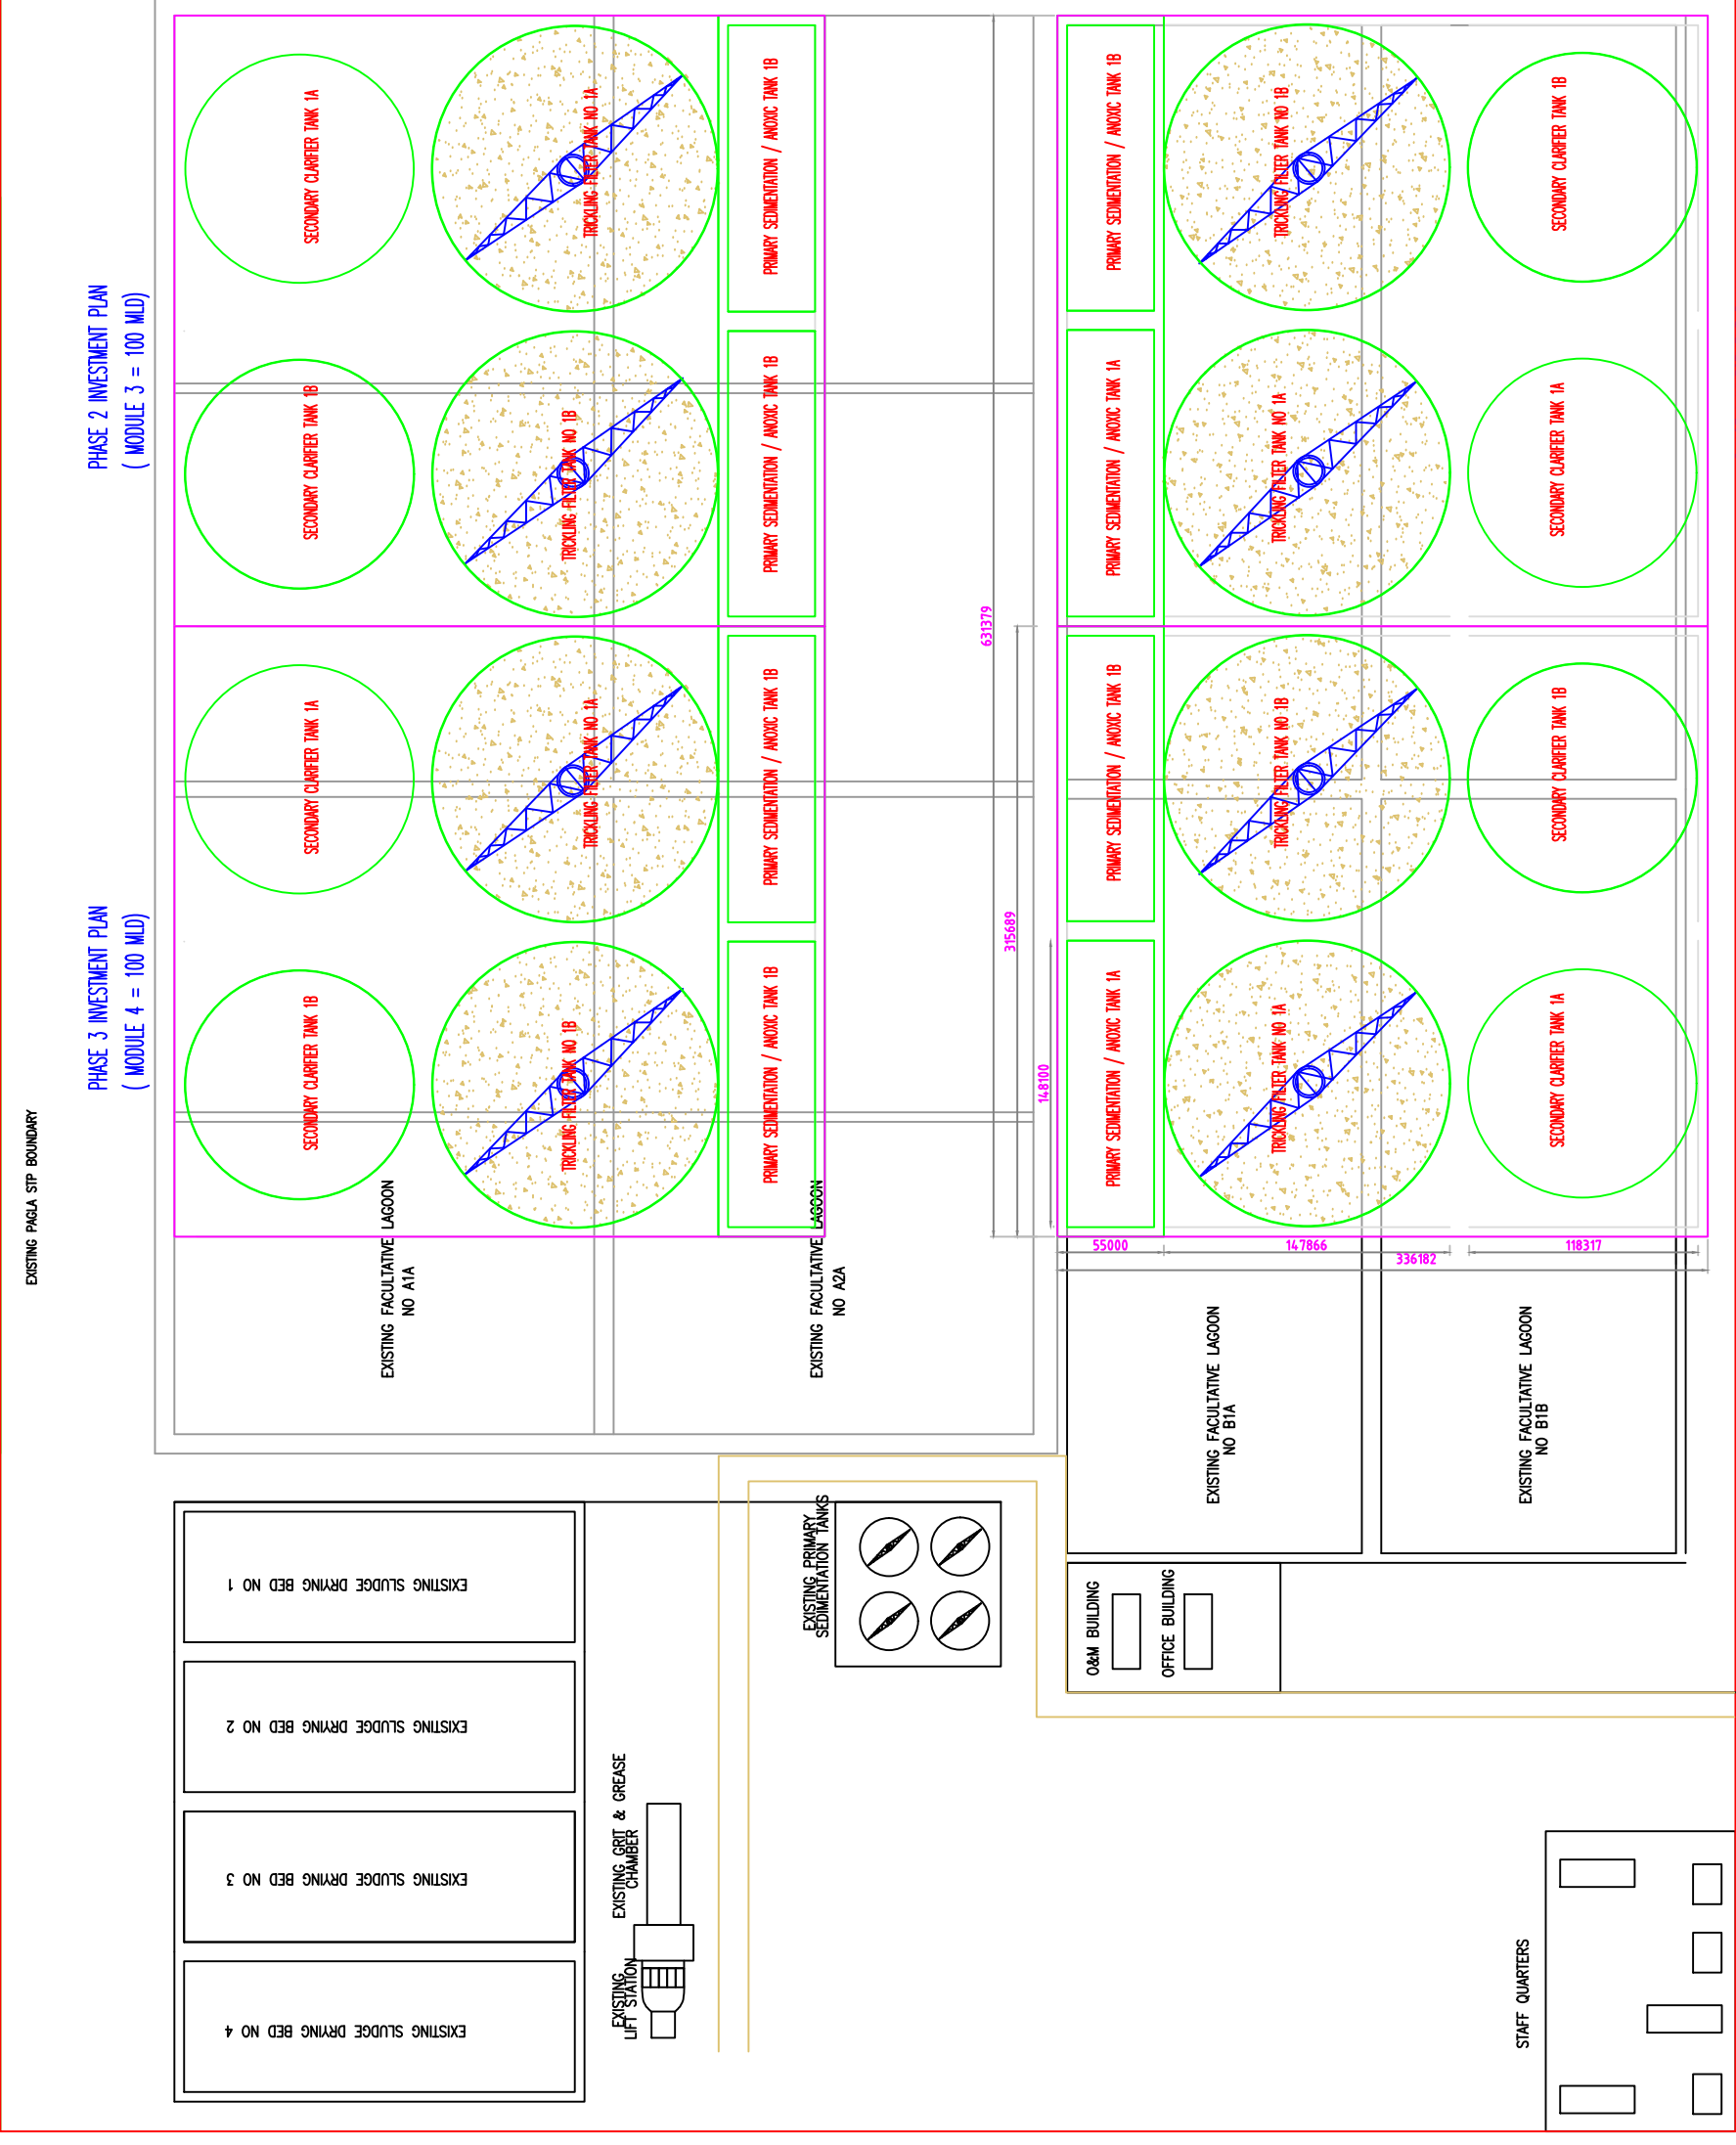 EXISTING PAGLA STP BOUNDARY
PHASE 2 INVESTMENT PLAN
( MODULE 3 = 100 MLD)
PHASE 3 INVESTMENT PLAN
( MODULE 4 = 100 MLD)
SECONDARY CLARIFIER TANK 1A
TRICKLING FILTER TANK NO 1A
PRIMARY SEDIMENTATION / ANOXIC TANK 1B
SECONDARY CLARIFIER TANK 1B
TRICKLING FILTER TANK NO 1B
PRIMARY SEDIMENTATION / ANOXIC TANK 1B
SECONDARY CLARIFIER TANK 1A
TRICKLING FILTER TANK NO 1A
PRIMARY SEDIMENTATION / ANOXIC TANK 1B
SECONDARY CLARIFIER TANK 1B
TRICKLING FILTER TANK NO 1B
PRIMARY SEDIMENTATION / ANOXIC TANK 1B
PRIMARY SEDIMENTATION / ANOXIC TANK 1B
TRICKLING FILTER TANK NO 1B
SECONDARY CLARIFIER TANK 1B
PRIMARY SEDIMENTATION / ANOXIC TANK 1A
TRICKLING FILTER TANK NO 1A
SECONDARY CLARIFIER TANK 1A
PRIMARY SEDIMENTATION / ANOXIC TANK 1B
TRICKLING FILTER TANK NO 1B
SECONDARY CLARIFIER TANK 1B
PRIMARY SEDIMENTATION / ANOXIC TANK 1A
TRICKLING FILTER TANK NO 1A
SECONDARY CLARIFIER TANK 1A
631379
315689
148100
55000
147866
118317
336182
EXISTING FACULTATIVE LAGOON
NO A1A
EXISTING FACULTATIVE LAGOON
NO A2A
EXISTING FACULTATIVE LAGOON
NO B1A
EXISTING FACULTATIVE LAGOON
NO B1B
EXISTING SLUDGE DRYING BED NO 1
EXISTING SLUDGE DRYING BED NO 2
EXISTING SLUDGE DRYING BED NO 3
EXISTING SLUDGE DRYING BED NO 4
EXISTING PRIMARY
SEDIMENTATION TANKS
O&M BUILDING
OFFICE BUILDING
EXISTING GRIT & GREASE
CHAMBER
EXISTING
LIFT STATION
STAFF QUARTERS